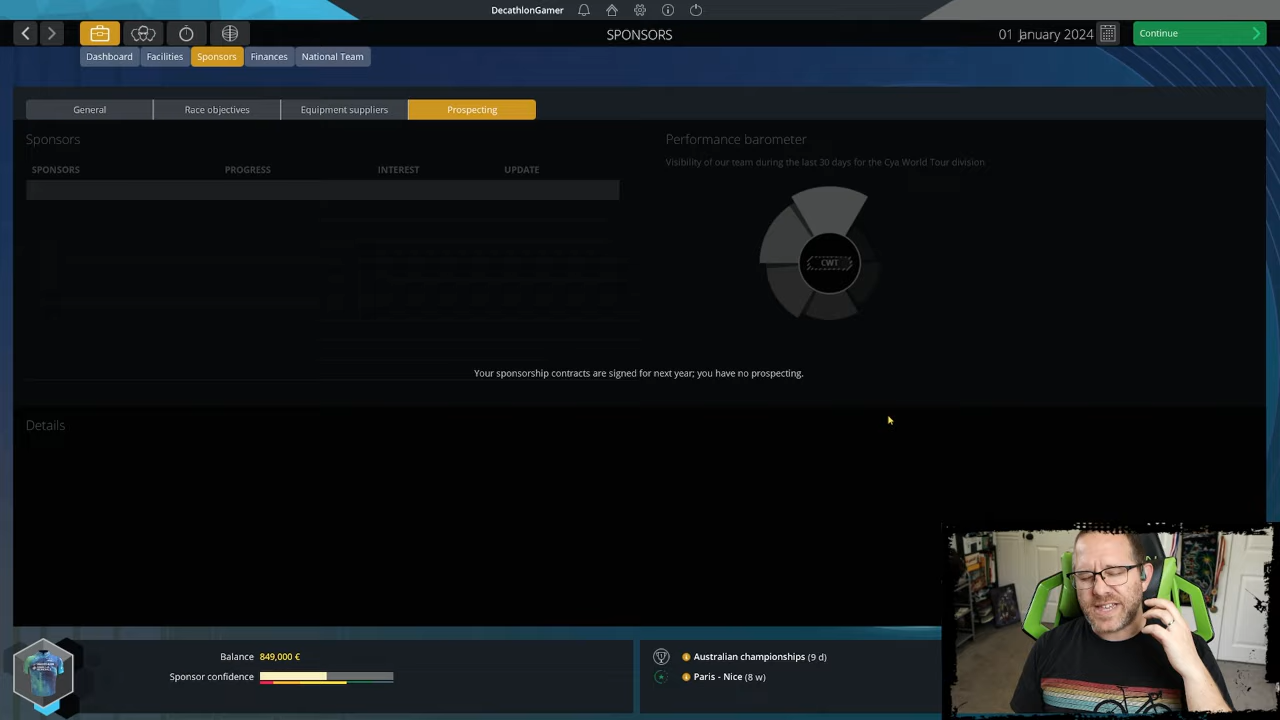 DecathlonGamer
SPONSORS
01 January 2024
Continue
Dashboard
Facilities
Sponsors
Finances
National Team
General
Race objectives
Equipment suppliers
Prospecting
Sponsors
SPONSORS
PROGRESS
INTEREST
UPDATE
Performance barometer
Visibility of our team during the last 30 days for the Cya World Tour division
CWT
Your sponsorship contracts are signed for next year; you have no prospecting.
Details
Balance 849,000 €
Sponsor confidence
Australian championships (9 d)
Paris - Nice (8 w)